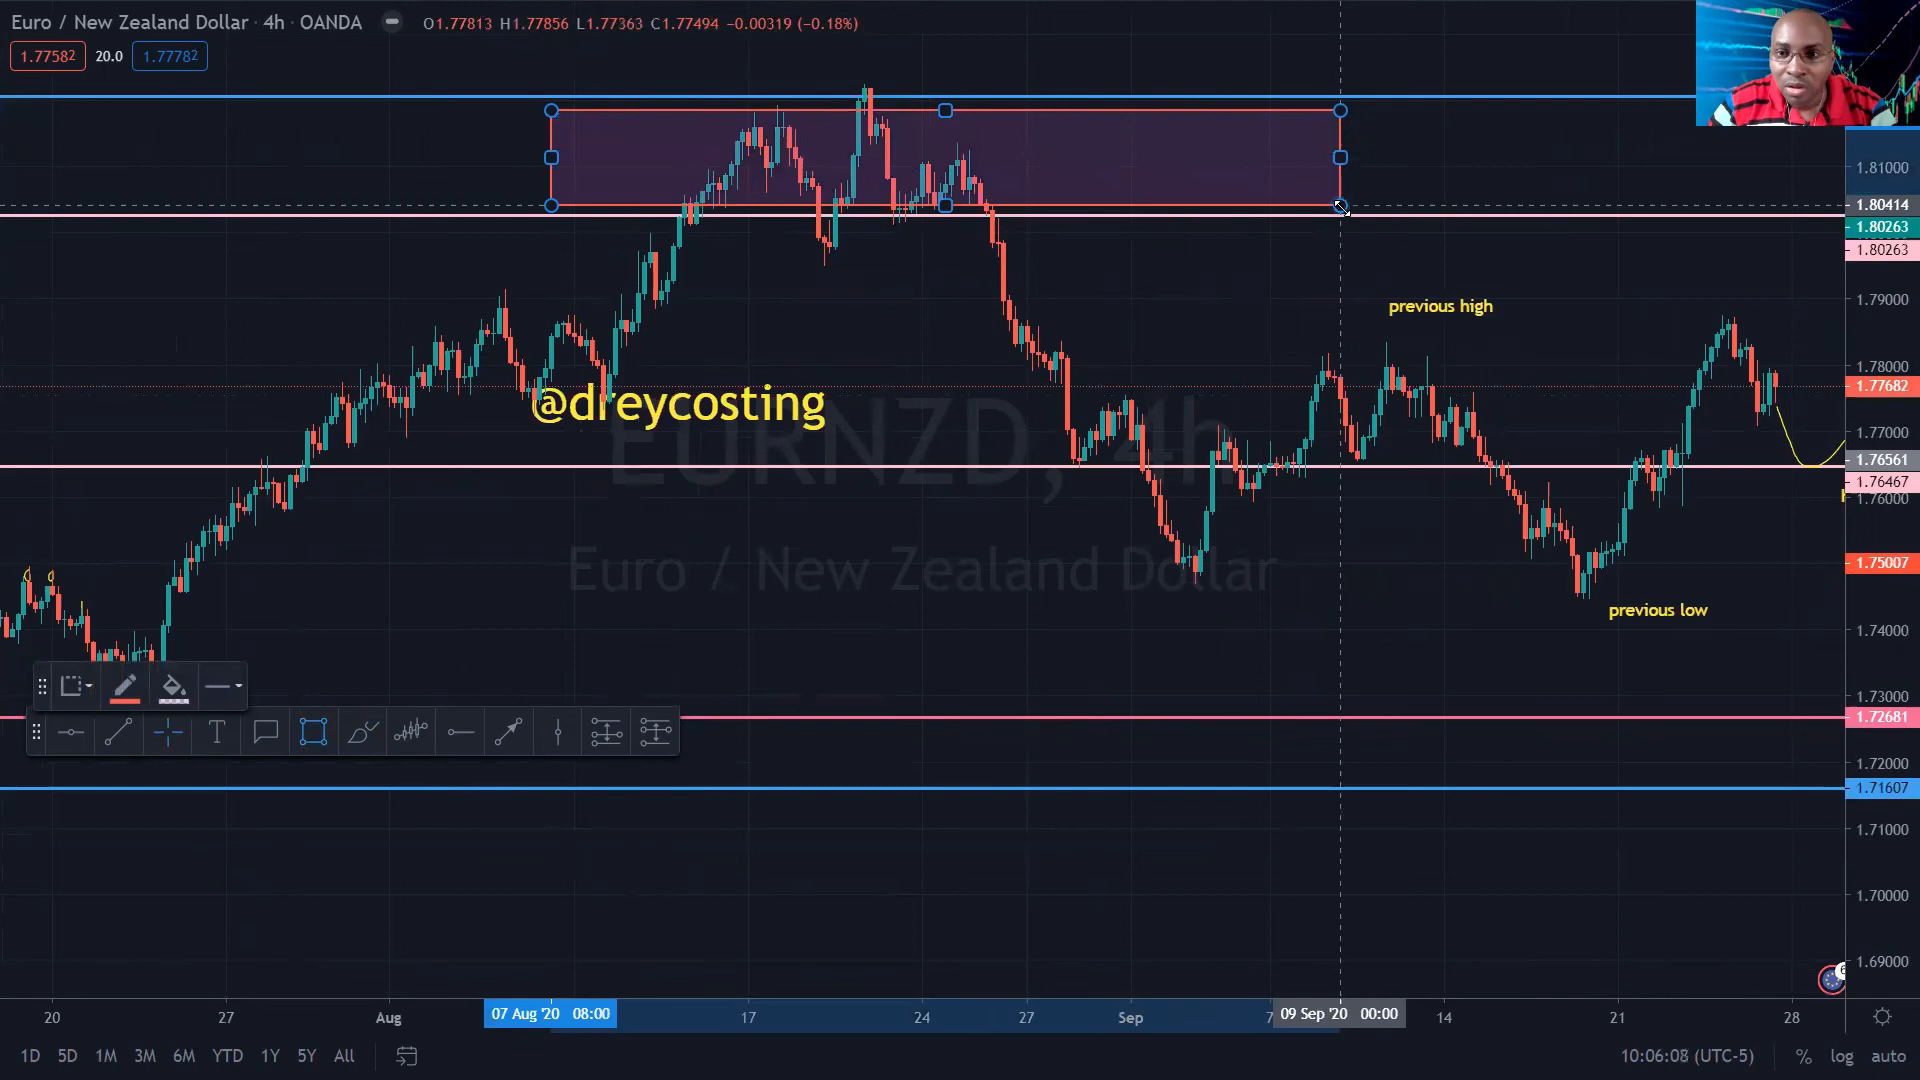 Euro / New Zealand Dollar · 4h · OANDA O1.77813 H1.77856 L1.77363 C1.77494 −0.00319 (−0.18%)
1.77582 20.0 1.77782
1.81000
1.80414
1.80263
1.80263
previous high
1.79000
1.78000
1.77682
@dreycosting
EURNZD, 4h
1.77000
1.76561
1.76467
1.76000
Euro / New Zealand Dollar
1.75007
previous low
1.74000
1.73000
1.72681
T
1.72000
1.71607
1.71000
1.70000
1.69000
20 27 Aug 07 Aug '20 08:00 17 24 27 Sep 7 09 Sep '20 00:00 14 21 28
1D 5D 1M 3M 6M YTD 1Y 5Y All 10:06:08 (UTC-5) % log auto